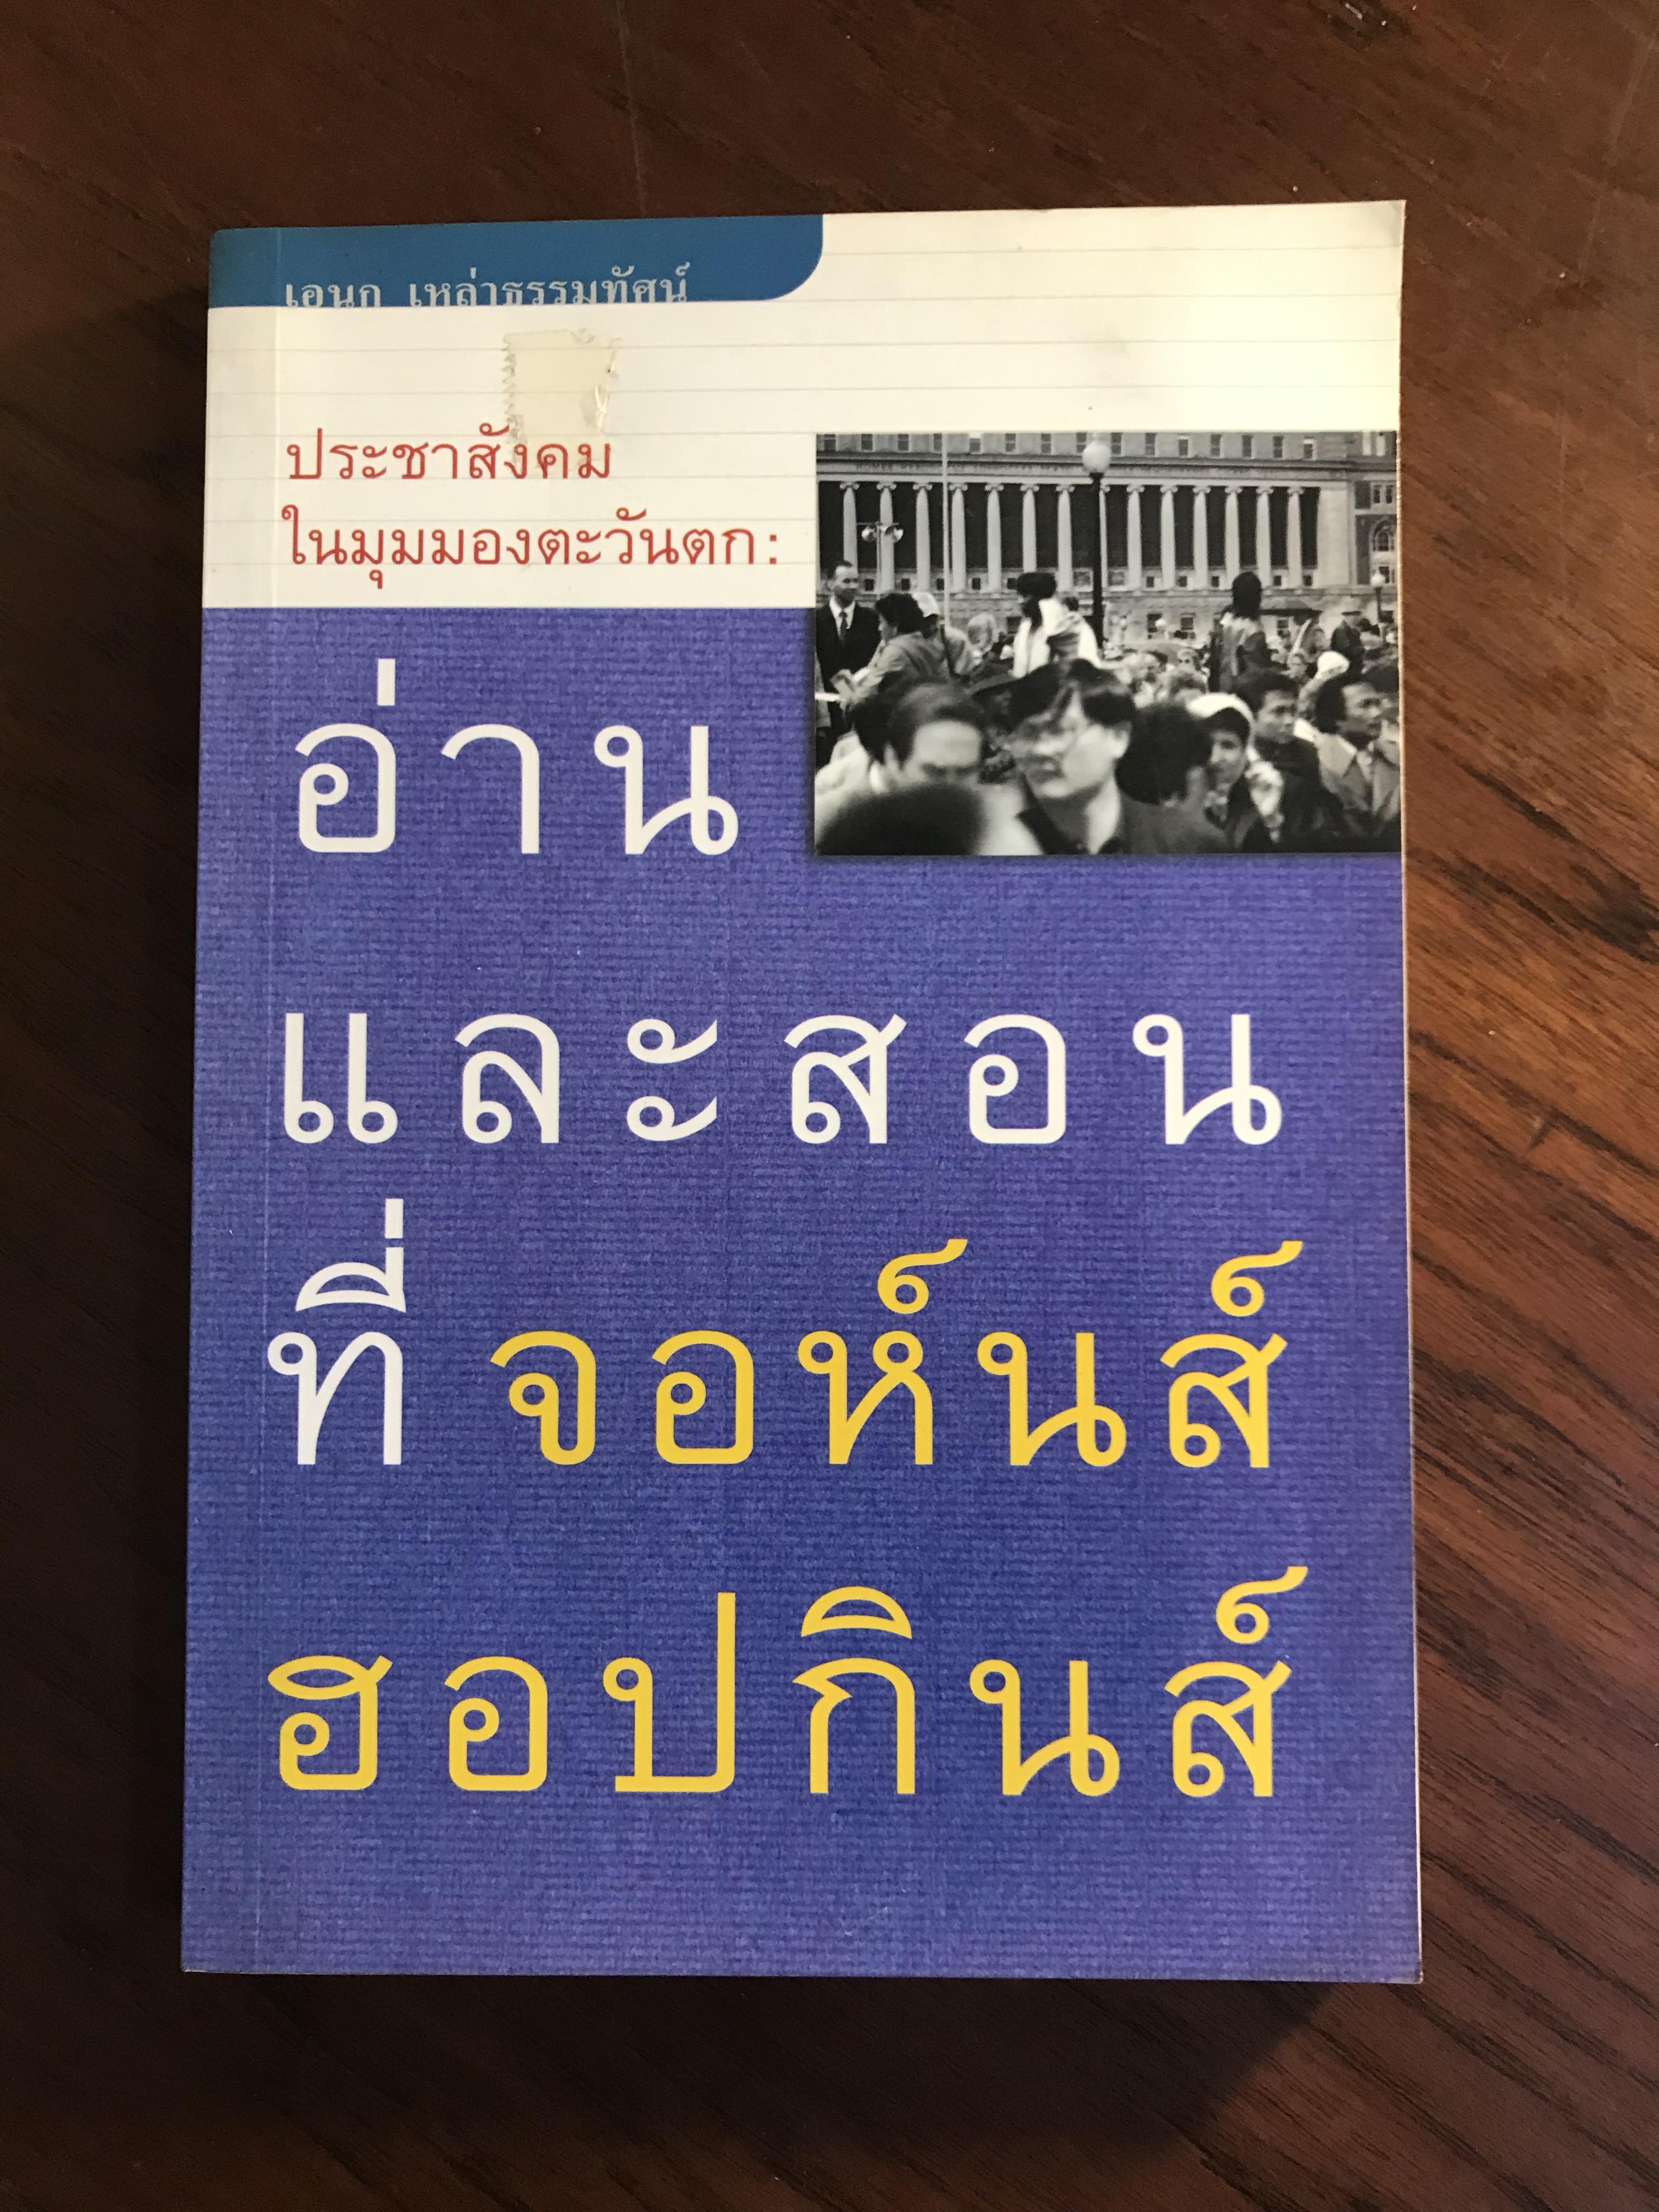 เอนก เหล่าธรรมทัศน์
ประชาสังคม
ในมุมมองตะวันตก:
อ่าน
และสอน
ที่ จอห์นส์
ฮอปกินส์